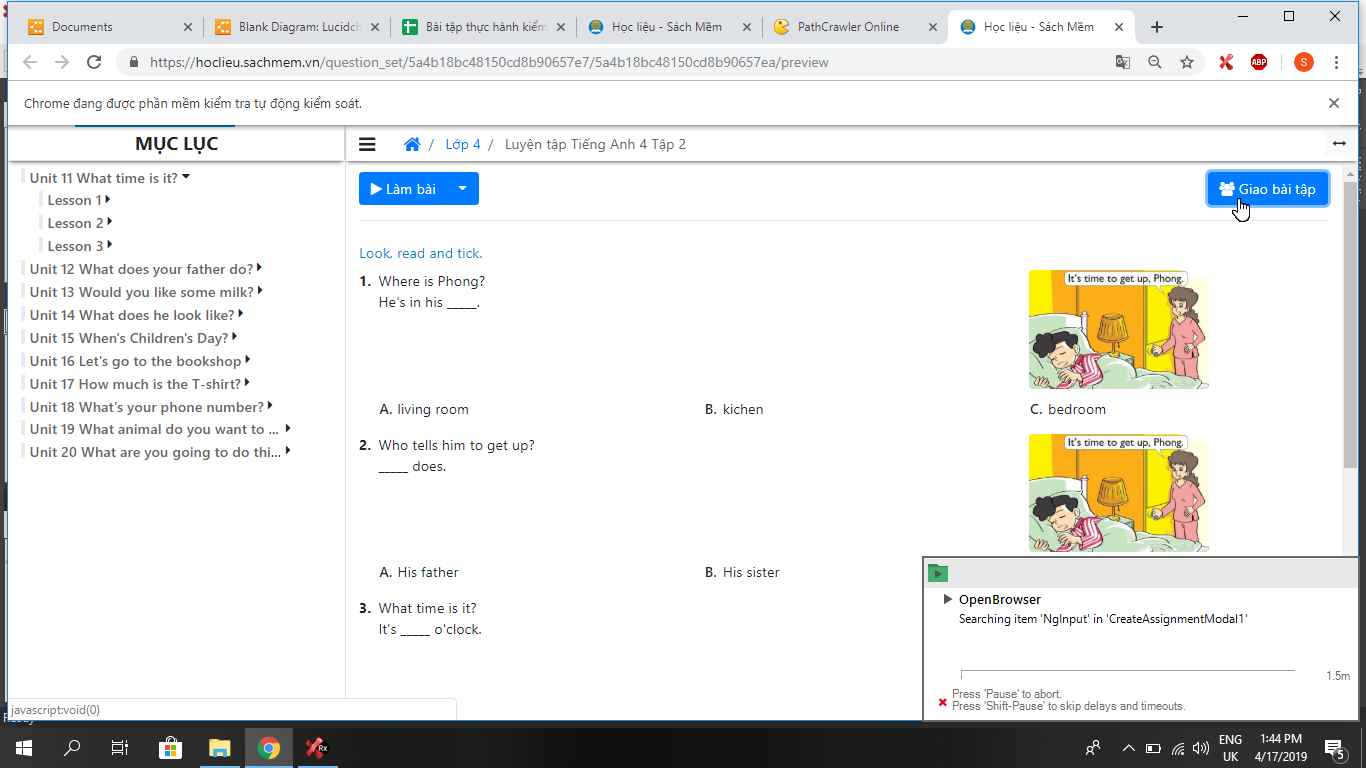 Documents
Blank Diagram: Lucidch
Bài tập thực hành kiểm
Học liệu - Sách Mềm
PathCrawler Online
Học liệu - Sách Mềm
https://hoclieu.sachmem.vn/question_set/5a4b18bc48150cd8b90657e7/5a4b18bc48150cd8b90657ea/preview
ABP
S
Chrome đang được phần mềm kiểm tra tự động kiểm soát.
MỤC LỤC
/ Lớp 4 / Luyện tập Tiếng Anh 4 Tập 2
Unit 11 What time is it?
Lesson 1
Lesson 2
Lesson 3
Unit 12 What does your father do?
Unit 13 Would you like some milk?
Unit 14 What does he look like?
Unit 15 When's Children's Day?
Unit 16 Let's go to the bookshop
Unit 17 How much is the T-shirt?
Unit 18 What's your phone number?
Unit 19 What animal do you want to ...
Unit 20 What are you going to do thi...
Làm bài
Giao bài tập
Look, read and tick.
1. Where is Phong?
He's in his _____.
It's time to get up, Phong.
A. living room
B. kichen
C. bedroom
2. Who tells him to get up?
_____ does.
It's time to get up, Phong.
A. His father
B. His sister
3. What time is it?
It's _____ o'clock.
OpenBrowser
Searching item 'NgInput' in 'CreateAssignmentModal1'
1.5m
Press 'Pause' to abort.
Press 'Shift-Pause' to skip delays and timeouts.
javascript:void(0)
Rx
ENG
UK
1:44 PM
4/17/2019
5